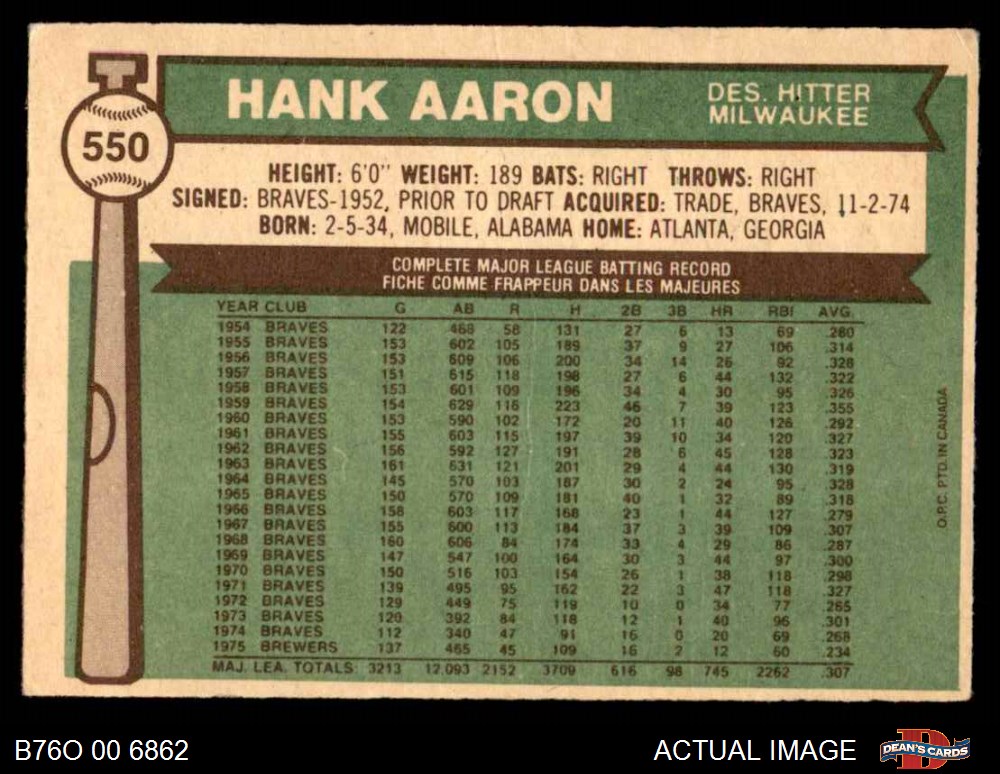 HANK AARON
DES. HITTER
MILWAUKEE
550
HEIGHT: 6'0" WEIGHT: 189 BATS: RIGHT THROWS: RIGHT
SIGNED: BRAVES-1952, PRIOR TO DRAFT ACQUIRED: TRADE, BRAVES, 11-2-74
BORN: 2-5-34, MOBILE, ALABAMA HOME: ATLANTA, GEORGIA
COMPLETE MAJOR LEAGUE BATTING RECORD
FICHE COMME FRAPPEUR DANS LES MAJEURES
YEAR CLUB G AB R H 2B 3B HR RBI AVG.
1954 BRAVES 122 468 58 131 27 6 13 69 .280
1955 BRAVES 153 602 105 189 37 9 27 106 .314
1956 BRAVES 153 609 106 200 34 14 26 92 .328
1957 BRAVES 151 615 118 198 27 6 44 132 .322
1958 BRAVES 153 601 109 196 34 4 30 95 .326
1959 BRAVES 154 629 116 223 46 7 39 123 .355
1960 BRAVES 153 590 102 172 20 11 40 126 .292
1961 BRAVES 155 603 115 197 39 10 34 120 .327
1962 BRAVES 156 592 127 191 28 6 45 128 .323
1963 BRAVES 161 631 121 201 29 4 44 130 .319
1964 BRAVES 145 570 103 187 30 2 24 95 .328
1965 BRAVES 150 570 109 181 40 1 32 89 .318
1966 BRAVES 158 603 117 168 23 1 44 127 .279
1967 BRAVES 155 600 113 184 37 3 39 109 .307
1968 BRAVES 160 606 84 174 33 4 29 86 .287
1969 BRAVES 147 547 100 164 30 3 44 97 .300
1970 BRAVES 150 516 103 154 26 1 38 118 .298
1971 BRAVES 139 495 95 162 22 3 47 118 .327
1972 BRAVES 129 449 75 119 10 0 34 77 .265
1973 BRAVES 120 392 84 118 12 1 40 96 .301
1974 BRAVES 112 340 47 91 16 0 20 69 .268
1975 BREWERS 137 465 45 109 16 2 12 60 .234
MAJ. LEA. TOTALS 3213 12,093 2152 3709 616 98 745 2262 .307
O.P.C. PTD. IN CANADA
B76O 00 6862
ACTUAL IMAGE
DEAN'S CARDS